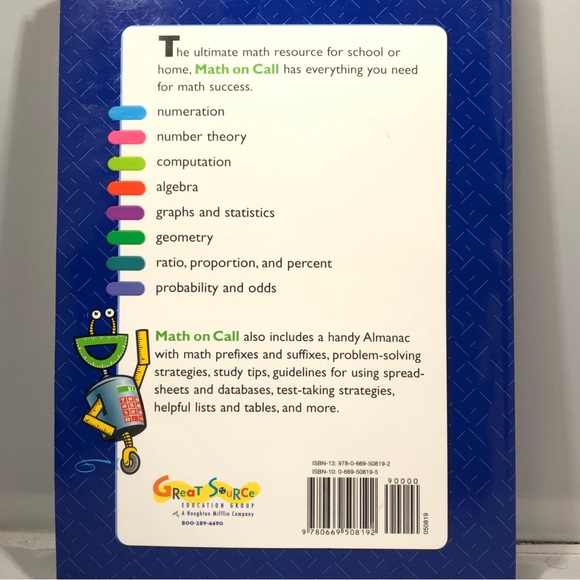 The ultimate math resource for school or
home, Math on Call has everything you need
for math success.
numeration
number theory
computation
algebra
graphs and statistics
geometry
ratio, proportion, and percent
probability and odds
Math on Call also includes a handy Almanac
with math prefixes and suffixes, problem-solving
strategies, study tips, guidelines for using spread-
sheets and databases, test-taking strategies,
helpful lists and tables, and more.
ISBN-13: 978-0-669-50819-2
ISBN-10: 0-669-50819-5
90000
9 780669 508192
050819
GReat SouRce
EDUCATION GROUP
A Houghton Mifflin Company
800-289-4490